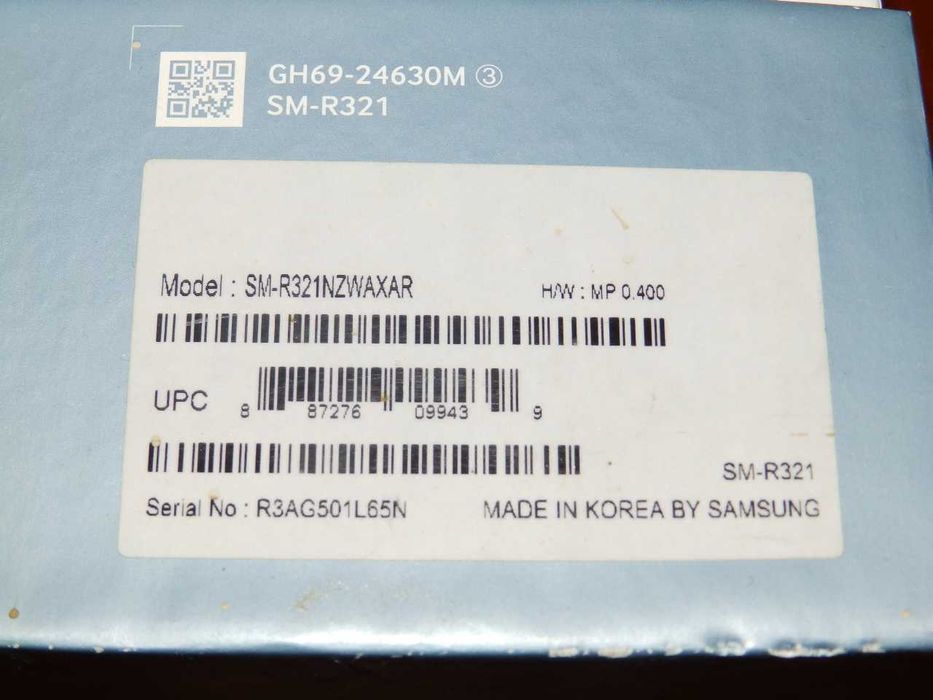 GH69-24630M ③
SM-R321
Model : SM-R321NZWAXAR
H/W : MP 0.400
UPC
8 87276 09943 9
SM-R321
Serial No : R3AG501L65N
MADE IN KOREA BY SAMSUNG